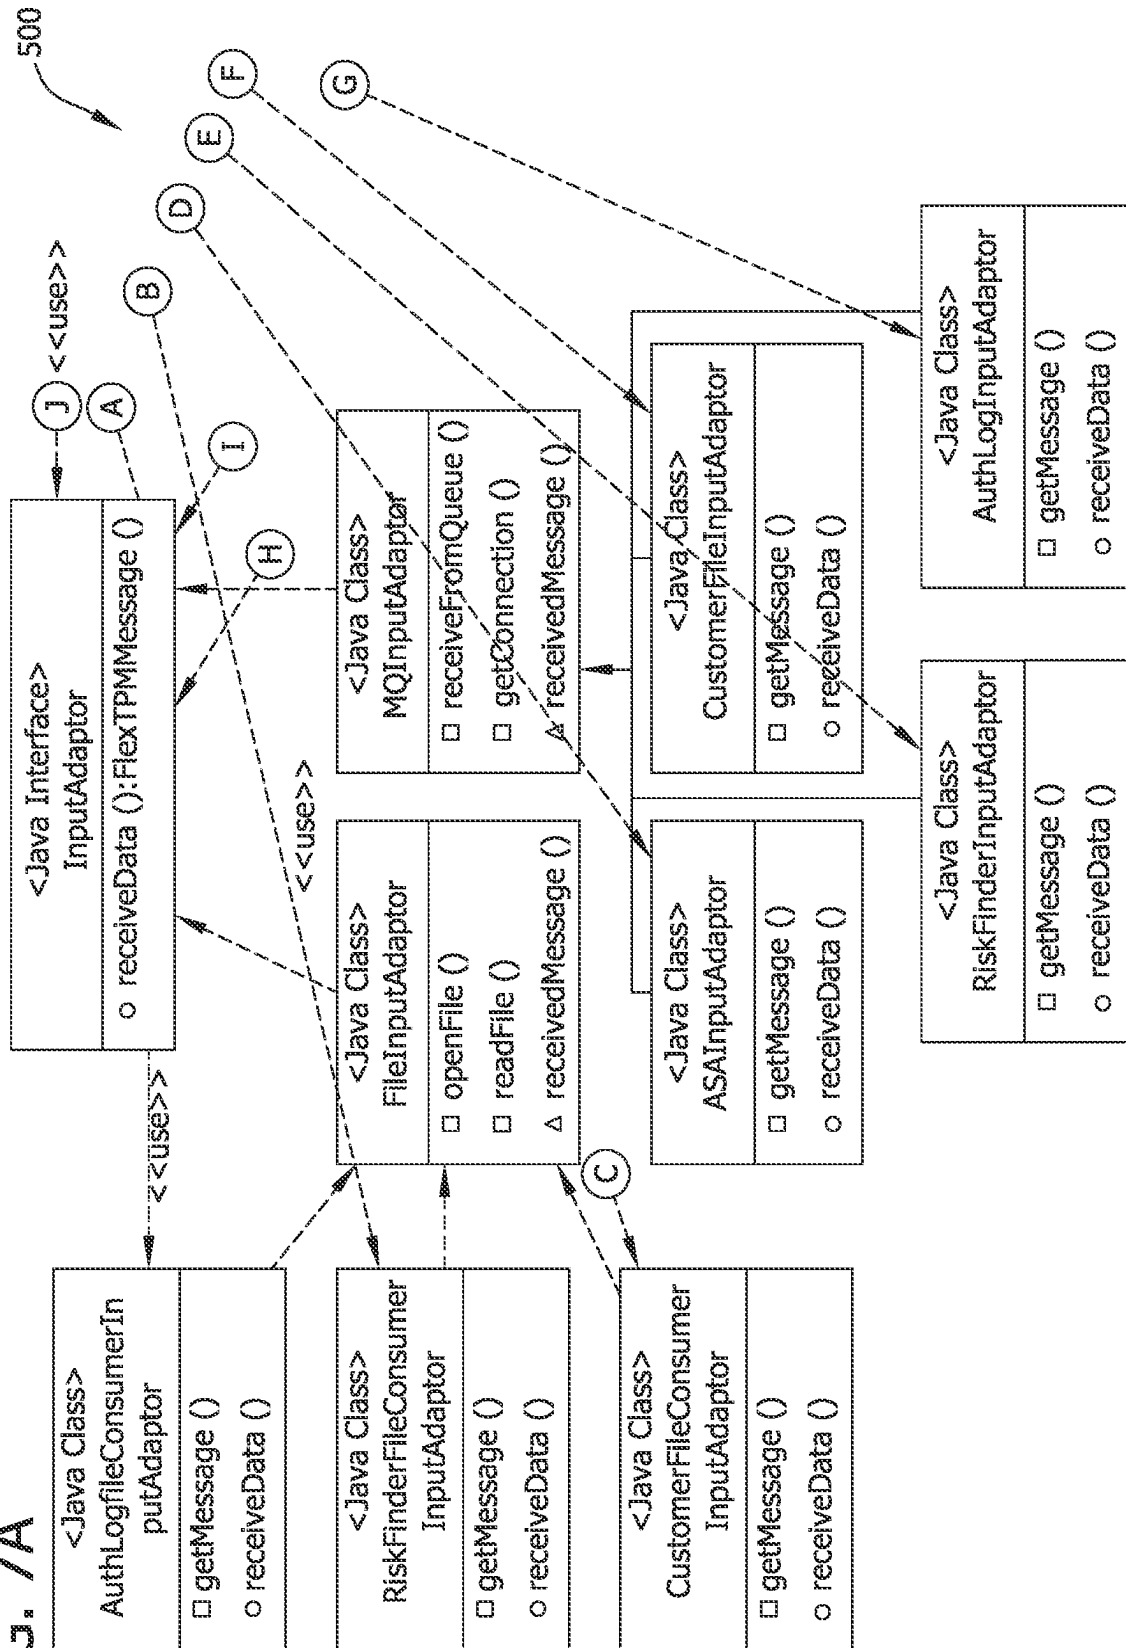 G. 7A
500
<Java Interface>
InputAdaptor
○ receiveData ():FlexTPMMessage ()
<<use>>
J
<<use>>
A
B
I
H
D
E
F
G
<Java Class>
AuthLogfileConsumerIn
putAdaptor
□ getMessage ()
○ receiveData ()
<<use>>
<Java Class>
RiskFinderFileConsumer
InputAdaptor
□ getMessage ()
○ receiveData ()
<Java Class>
FileInputAdaptor
□ openFile ()
□ readFile ()
△ receivedMessage ()
<Java Class>
MQInputAdaptor
□ receiveFromQueue ()
□ getConnection ()
△ receivedMessage ()
C
<Java Class>
CustomerFileConsumer
InputAdaptor
□ getMessage ()
○ receiveData ()
<Java Class>
ASAInputAdaptor
□ getMessage ()
○ receiveData ()
<Java Class>
CustomerFileInputAdaptor
□ getMessage ()
○ receiveData ()
<Java Class>
RiskFinderInputAdaptor
□ getMessage ()
○ receiveData ()
<Java Class>
AuthLogInputAdaptor
□ getMessage ()
○ receiveData ()